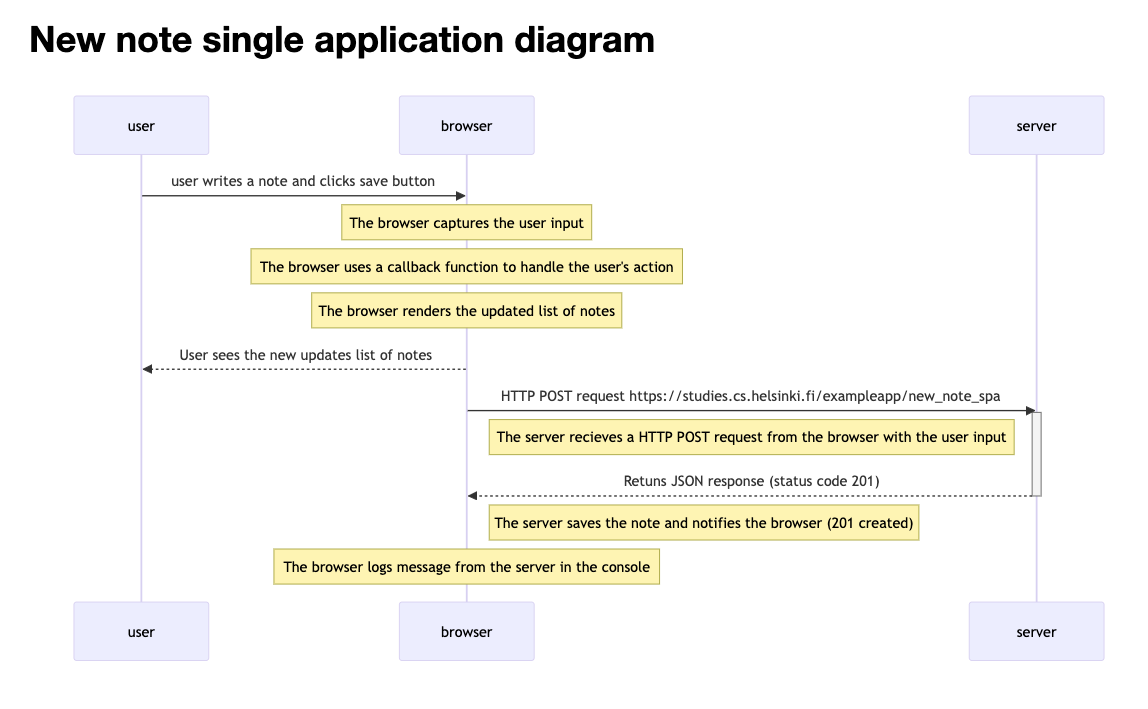 New note single application diagram
user
browser
server
user writes a note and clicks save button
The browser captures the user input
The browser uses a callback function to handle the user's action
The browser renders the updated list of notes
User sees the new updates list of notes
HTTP POST request https://studies.cs.helsinki.fi/exampleapp/new_note_spa
The server recieves a HTTP POST request from the browser with the user input
Retuns JSON response (status code 201)
The server saves the note and notifies the browser (201 created)
The browser logs message from the server in the console
user
browser
server